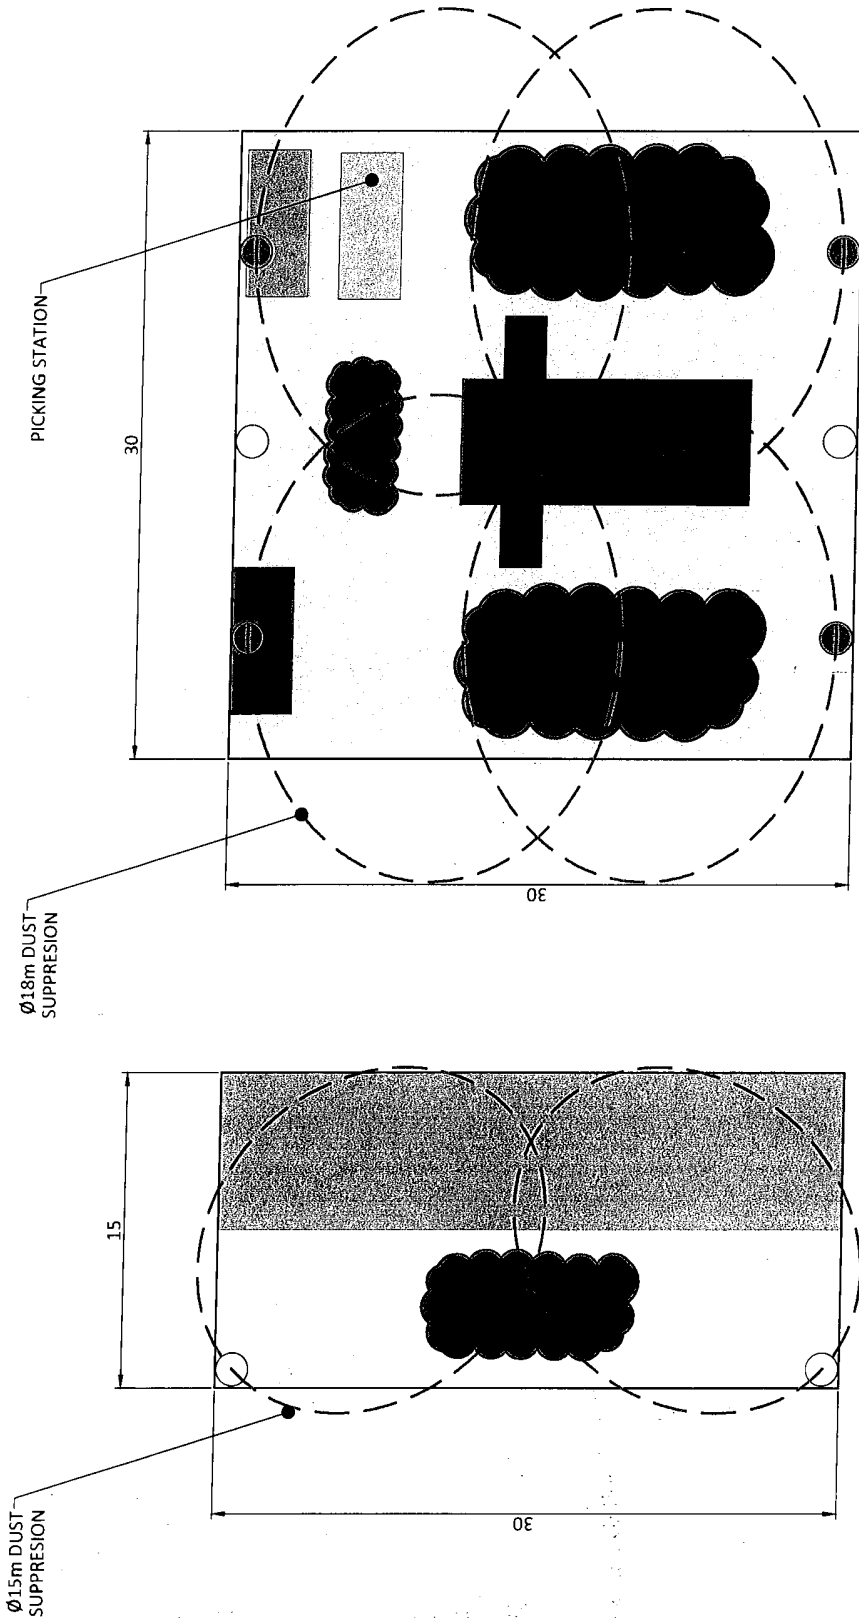 PICKING STATION
30
Ø18m DUST
SUPPRESION
30
15
Ø15m DUST
SUPPRESION
30